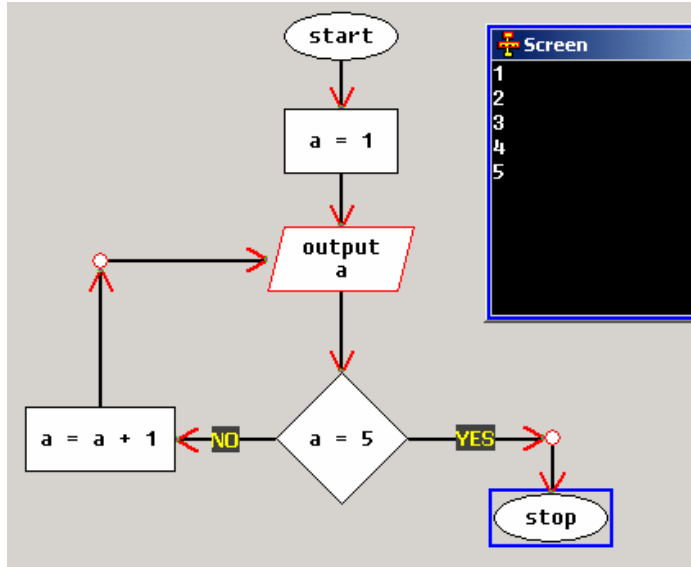 start
Screen
1
2
3
4
5
a = 1
output
a
a = a + 1
NO
a = 5
YES
stop